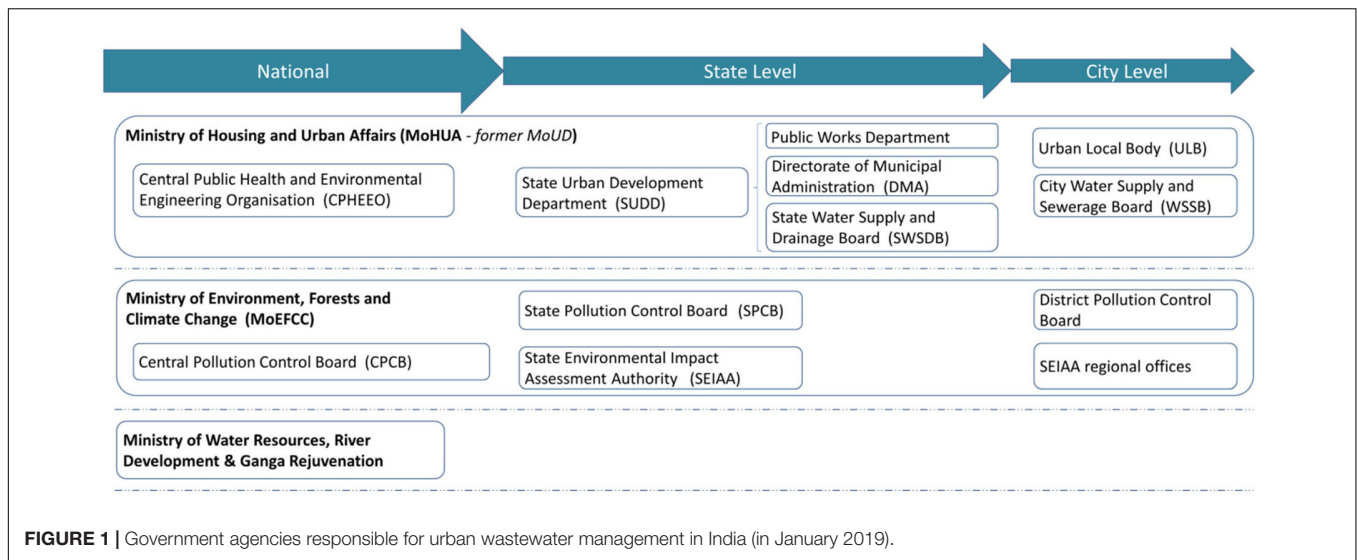 National
State Level
City Level
Ministry of Housing and Urban Affairs (MoHUA - former MoUD)
Central Public Health and Environmental
Engineering Organisation (CPHEEO)
State Urban Development
Department (SUDD)
Public Works Department
Directorate of Municipal
Administration (DMA)
State Water Supply and
Drainage Board (SWSDB)
Urban Local Body (ULB)
City Water Supply and
Sewerage Board (WSSB)
Ministry of Environment, Forests and
Climate Change (MoEFCC)
Central Pollution Control Board (CPCB)
State Pollution Control Board (SPCB)
State Environmental Impact
Assessment Authority (SEIAA)
District Pollution Control
Board
SEIAA regional offices
Ministry of Water Resources, River
Development & Ganga Rejuvenation
FIGURE 1 | Government agencies responsible for urban wastewater management in India (in January 2019).